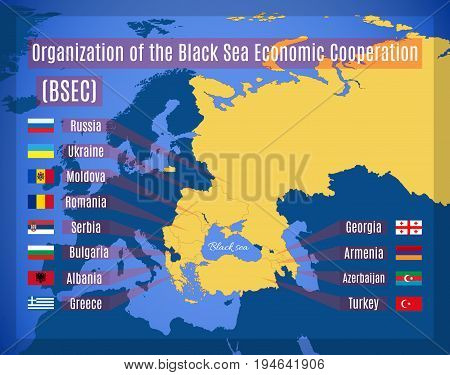 Organization of the Black Sea Economic Cooperation
(BSEC)
Russia
Ukraine
Moldova
Romania
Serbia
Bulgaria
Albania
Greece
Black sea
Georgia
Armenia
Azerbaijan
Turkey
194641906